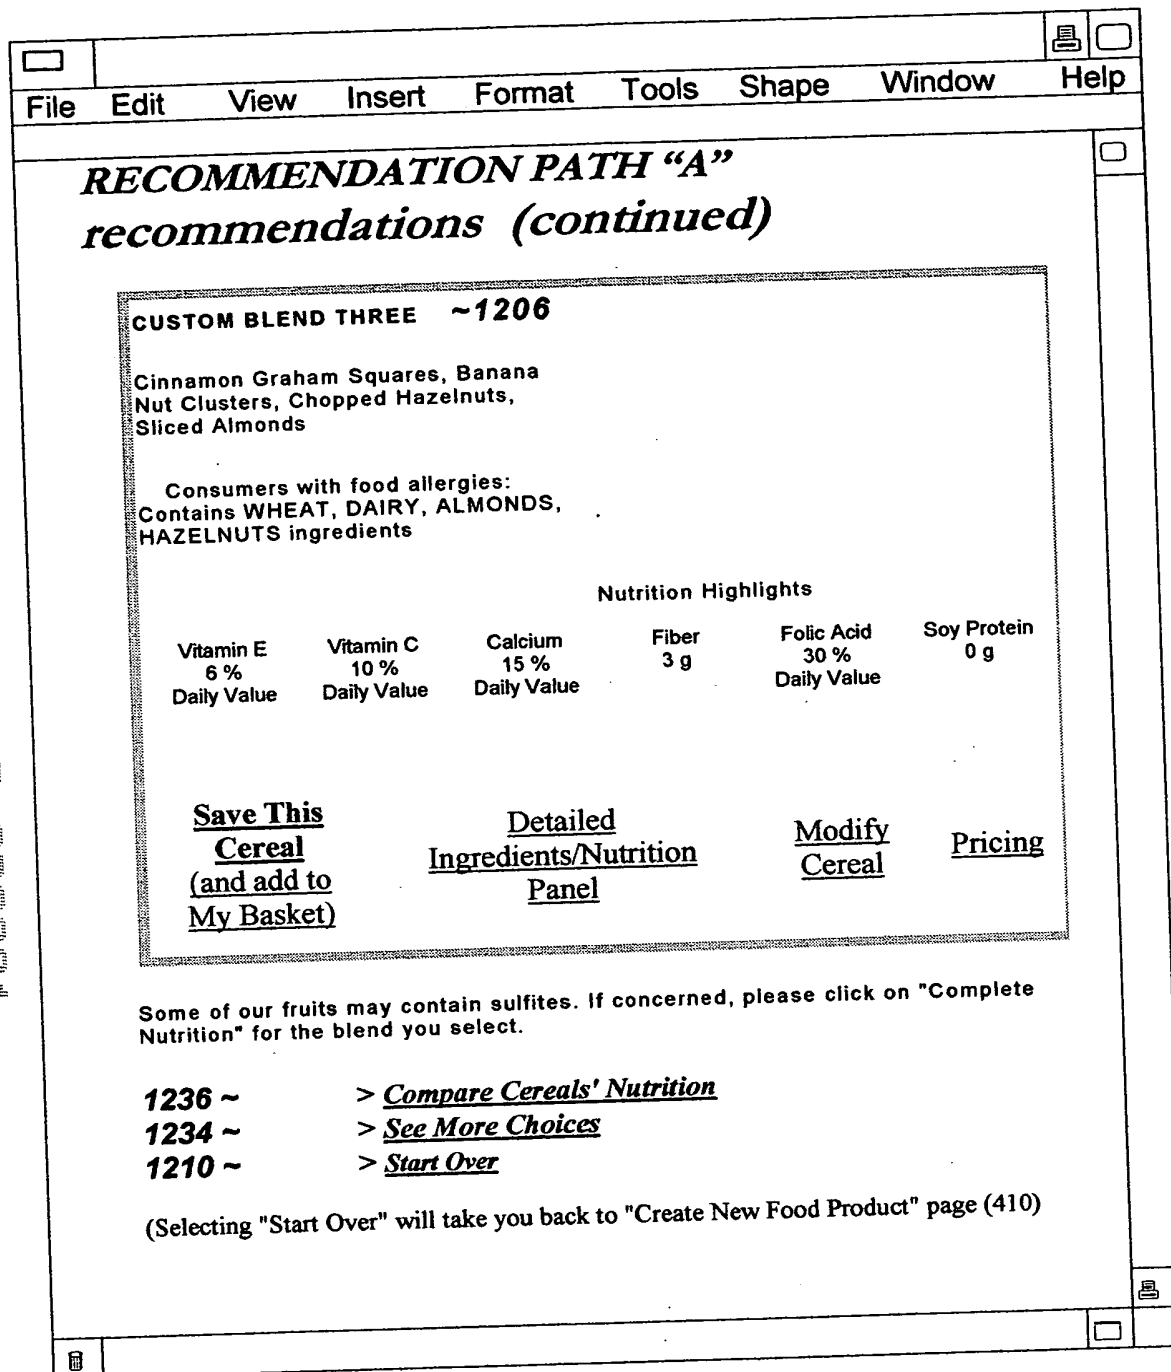 File Edit View Insert Format Tools Shape Window Help
RECOMMENDATION PATH “A”
recommendations (continued)
CUSTOM BLEND THREE ~1206
Cinnamon Graham Squares, Banana
Nut Clusters, Chopped Hazelnuts,
Sliced Almonds
Consumers with food allergies:
Contains WHEAT, DAIRY, ALMONDS,
HAZELNUTS ingredients
Nutrition Highlights
Vitamin E Vitamin C Calcium Fiber Folic Acid Soy Protein
6 % 10 % 15 % 3 g 30 % 0 g
Daily Value Daily Value Daily Value Daily Value
Save This
Cereal
(and add to
My Basket)
Detailed
Ingredients/Nutrition
Panel
Modify
Cereal
Pricing
Some of our fruits may contain sulfites. If concerned, please click on "Complete
Nutrition" for the blend you select.
1236 ~ > Compare Cereals' Nutrition
1234 ~ > See More Choices
1210 ~ > Start Over
(Selecting "Start Over" will take you back to "Create New Food Product" page (410)